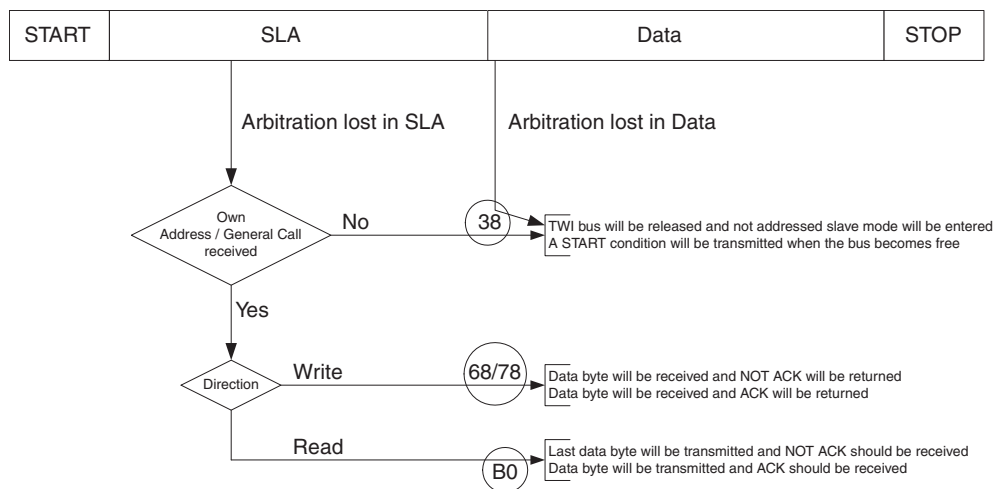 START SLA Data STOP
Arbitration lost in SLA
Arbitration lost in Data
Own
Address / General Call
received
No
38
TWI bus will be released and not addressed slave mode will be entered
A START condition will be transmitted when the bus becomes free
Yes
Direction
Write
68/78
Data byte will be received and NOT ACK will be returned
Data byte will be received and ACK will be returned
Read
B0
Last data byte will be transmitted and NOT ACK should be received
Data byte will be transmitted and ACK should be received